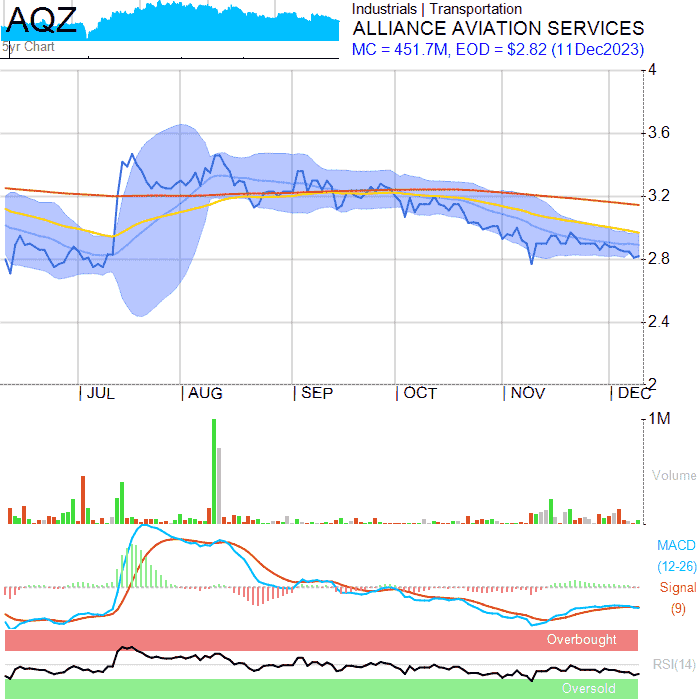 AQZ
5yr Chart
Industrials | Transportation
ALLIANCE AVIATION SERVICES
MC = 451.7M, EOD = $2.82 (11Dec2023)
4
3.6
3.2
2.8
2.4
2
JUL AUG SEP OCT NOV DEC
1M
Volume
MACD
(12-26)
Signal
(9)
Overbought
RSI(14)
Oversold